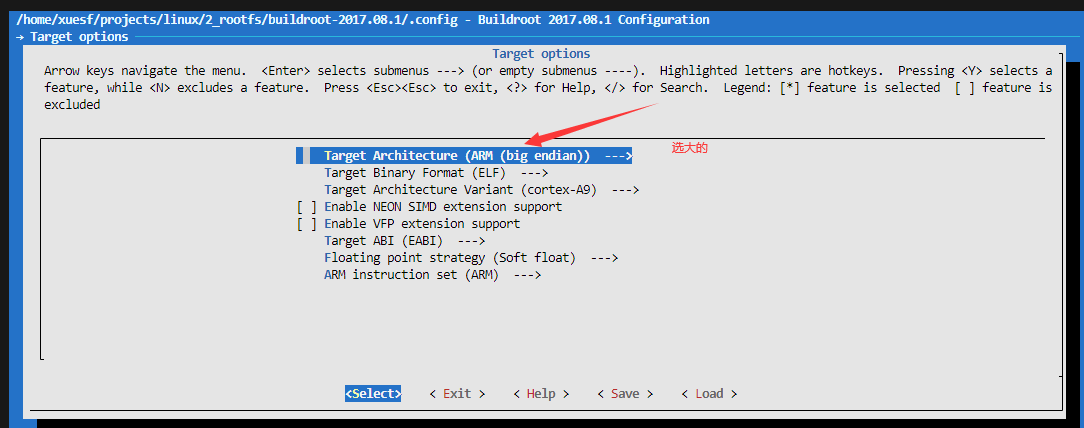 /home/xuesf/projects/linux/2_rootfs/buildroot-2017.08.1/.config - Buildroot 2017.08.1 Configuration
→ Target options
Target options
Arrow keys navigate the menu.  <Enter> selects submenus ---> (or empty submenus ----).  Highlighted letters are hotkeys.  Pressing <Y> selects a
feature, while <N> excludes a feature.  Press <Esc><Esc> to exit, <?> for Help, </> for Search.  Legend: [*] feature is selected  [ ] feature is
excluded
Target Architecture (ARM (big endian))  --->
选大的
Target Binary Format (ELF)  --->
Target Architecture Variant (cortex-A9)  --->
[ ] Enable NEON SIMD extension support
[ ] Enable VFP extension support
Target ABI (EABI)  --->
Floating point strategy (Soft float)  --->
ARM instruction set (ARM)  --->
<Select>    < Exit >    < Help >    < Save >    < Load >